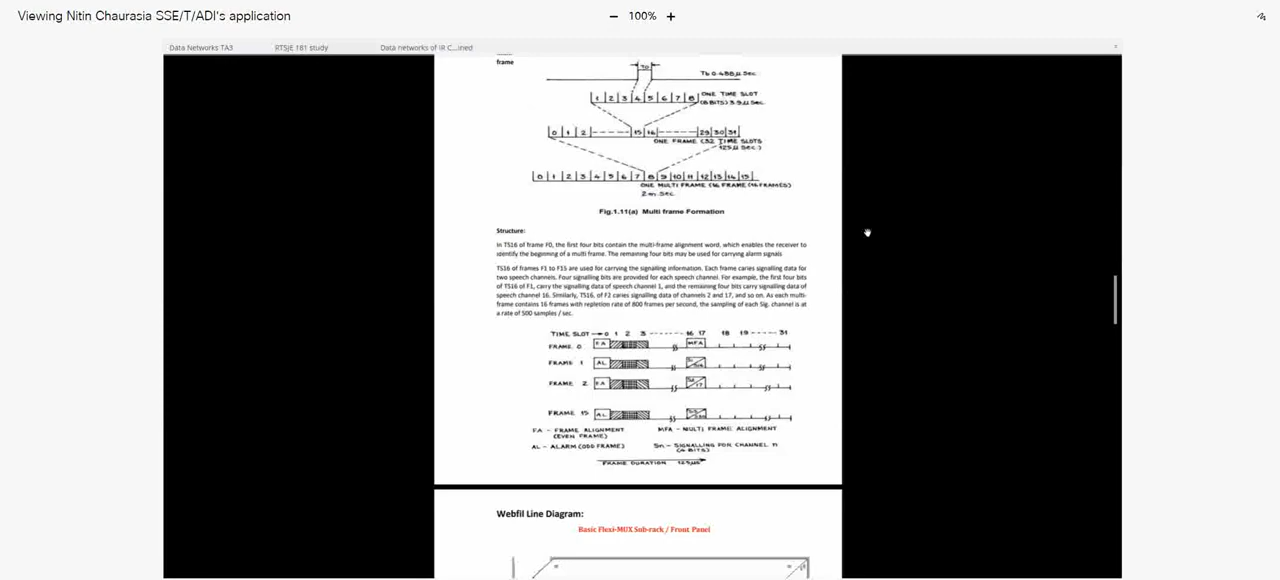 Viewing Nitin Chaurasia SSE/T/ADI's application
− 100% +
Data Networks TA3 RTSJE 181 study Data networks of IR C...ined
frame
Tb 0.488 µ Sec
1 2 3 4 5 6 7 8 ONE TIME SLOT
(8 BITS) 3.9 µ Sec.
0 1 2 15 16 29 30 31
ONE FRAME (32 TIME SLOTS
125 µ SEC.)
0 1 2 3 4 5 6 7 8 9 10 11 12 13 14 15
ONE MULTI FRAME (16 FRAME (16 FRAMES)
2 m Sec
Fig.1.11(a) Multi frame Formation
Structure:
In TS16 of frame F0, the first four bits contain the multi-frame alignment word, which enables the receiver to
identify the beginning of a multi frame. The remaining four bits may be used for carrying alarm signals
TS16 of frames F1 to F15 are used for carrying the signalling information. Each frame caries signalling data for
two speech channels. Four signalling bits are provided for each speech channel. For example, the first four bits
of TS16 of F1, carry the signalling data of speech channel 1, and the remaining four bits carry signalling data of
speech channel 16. Similarly, TS16, of F2 caries signalling data of channels 2 and 17, and so on. As each multi-
frame contains 16 frames with repletion rate of 800 frames per second, the sampling of each Sig. channel is at
a rate of 500 samples / sec.
TIME SLOT → 0 1 2 3 16 17 18 19 31
FRAME 0 FA MFA
FRAME 1 AL
FRAME 2 FA
FRAME 15 AL
FA – FRAME ALIGNMENT MFA – MULTI FRAME ALIGNMENT
(EVEN FRAME)
AL – ALARM (ODD FRAME) Sn – SIGNALLING FOR CHANNEL n
(4 BITS)
FRAME DURATION 125 µs
Webfil Line Diagram:
Basic Flexi-MUX Sub-rack / Front Panel